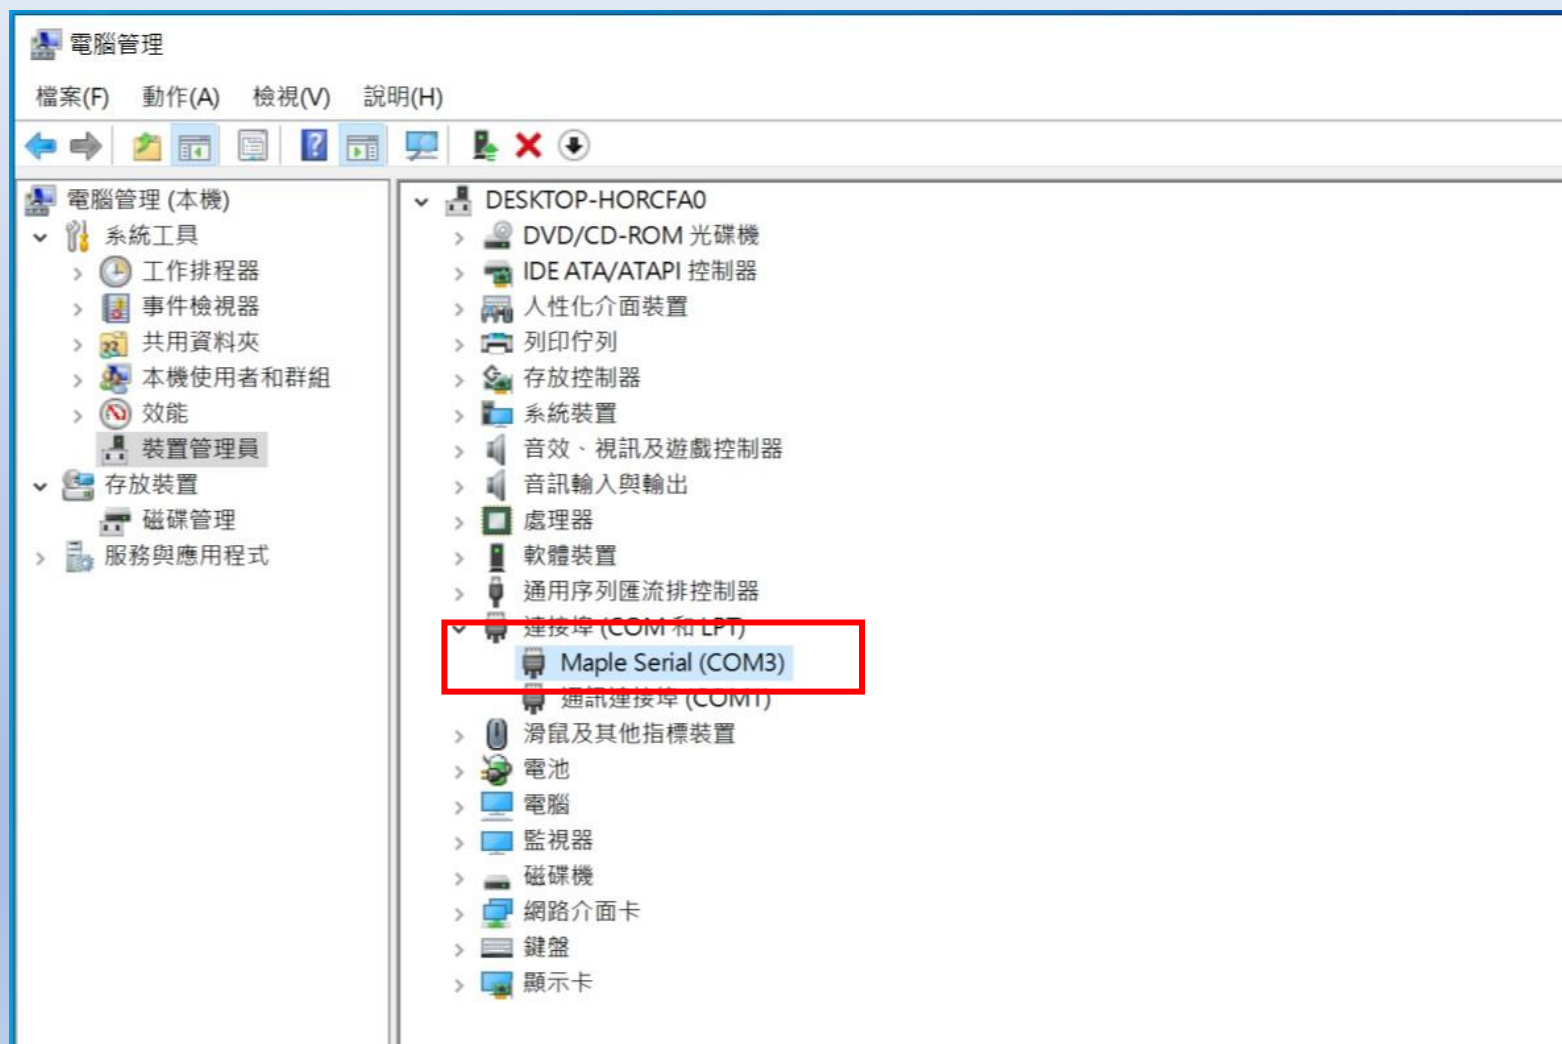 電腦管理
檔案(F) 動作(A) 檢視(V) 說明(H)
電腦管理 (本機)
系統工具
工作排程器
事件檢視器
共用資料夾
本機使用者和群組
效能
裝置管理員
存放裝置
磁碟管理
服務與應用程式
DESKTOP-HORCFA0
DVD/CD-ROM 光碟機
IDE ATA/ATAPI 控制器
人性化介面裝置
列印佇列
存放控制器
系統裝置
音效、視訊及遊戲控制器
音訊輸入與輸出
處理器
軟體裝置
通用序列匯流排控制器
連接埠 (COM 和 LPT)
Maple Serial (COM3)
通訊連接埠 (COM1)
滑鼠及其他指標裝置
電池
電腦
監視器
磁碟機
網路介面卡
鍵盤
顯示卡